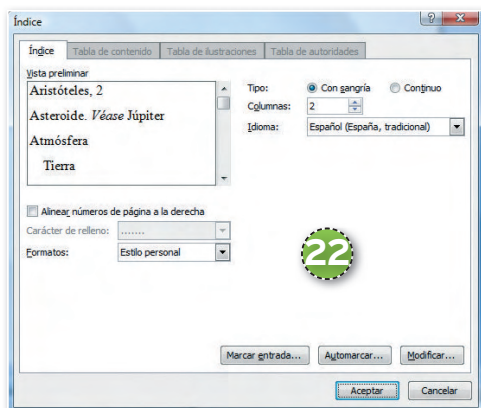 Índice
Índice Tabla de contenido Tabla de ilustraciones Tabla de autoridades
Vista preliminar
Aristóteles, 2
Asteroide. Véase Júpiter
Atmósfera
Tierra
Tipo: Con sangría Continuo
Columnas: 2
Idioma: Español (España, tradicional)
Alinear números de página a la derecha
Carácter de relleno: .......
Formatos: Estilo personal
22
Marcar entrada... Automarcar... Modificar...
Aceptar Cancelar